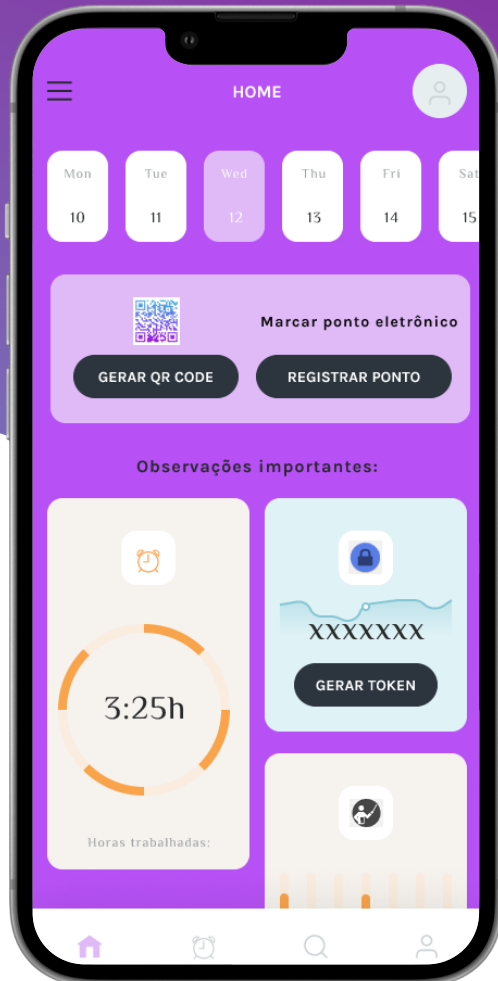 HOME
Mon Tue Wed Thu Fri Sat
10 11 12 13 14 15
Marcar ponto eletrônico
GERAR QR CODE REGISTRAR PONTO
Observações importantes:
XXXXXXX
GERAR TOKEN
3:25h
Horas trabalhadas: